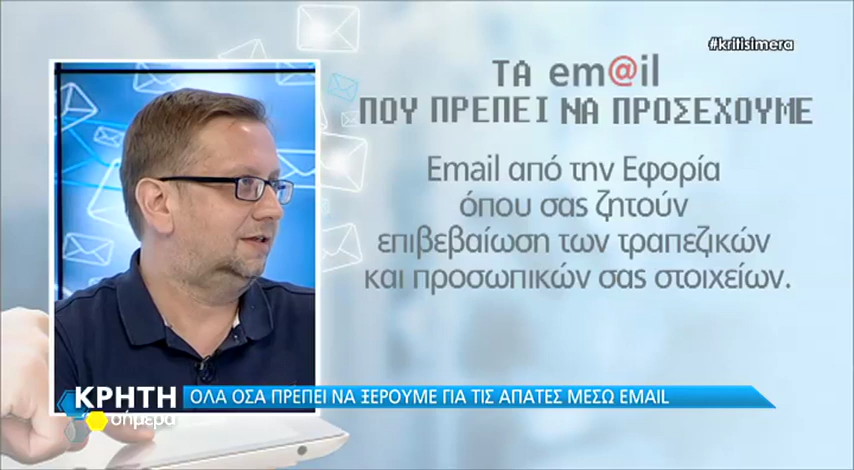 #kritisimera
ΤΑ em@il
ΠΟΥ ΠΡΕΠΕΙ ΝΑ ΠΡΟΣΕΧΟΥΜΕ
Email από την Εφορία
όπου σας ζητούν
επιβεβαίωση των τραπεζικών
και προσωπικών σας στοιχείων.
ΚΡΗΤΗ
σήμερα
ΟΛΑ ΟΣΑ ΠΡΕΠΕΙ ΝΑ ΞΕΡΟΥΜΕ ΓΙΑ ΤΙΣ ΑΠΑΤΕΣ ΜΕΣΩ EMAIL